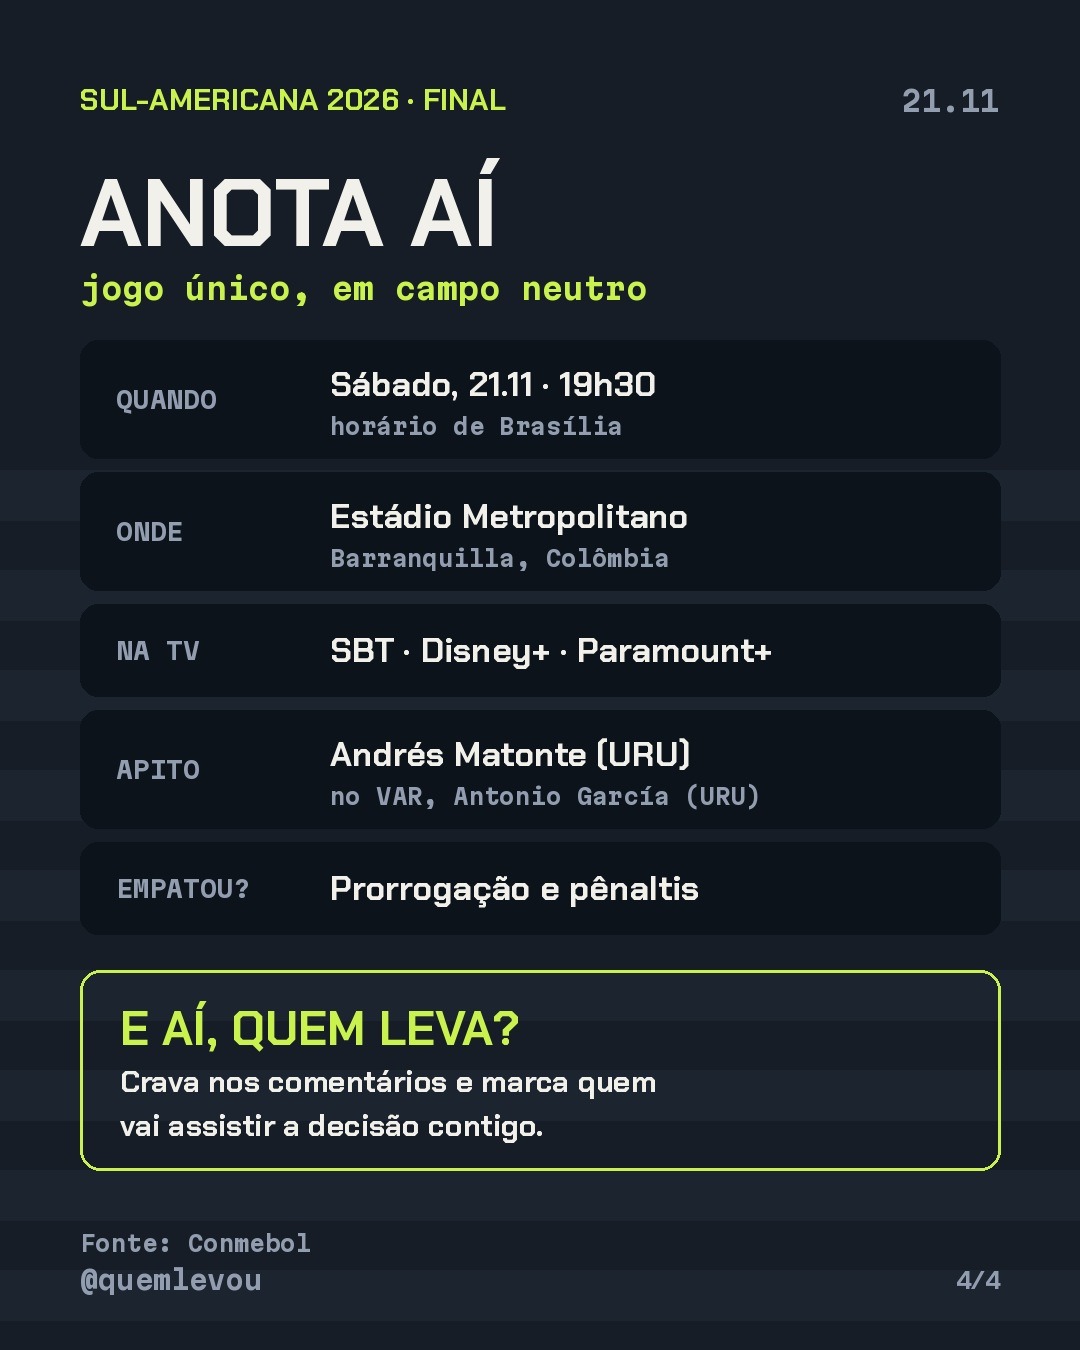 SUL-AMERICANA 2026 · FINAL
21.11
ANOTA AÍ
jogo único, em campo neutro
QUANDO
Sábado, 21.11 · 19h30
horário de Brasília
ONDE
Estádio Metropolitano
Barranquilla, Colômbia
NA TV
SBT · Disney+ · Paramount+
APITO
Andrés Matonte (URU)
no VAR, Antonio García (URU)
EMPATOU?
Prorrogação e pênaltis
E AÍ, QUEM LEVA?
Crava nos comentários e marca quem
vai assistir a decisão contigo.
Fonte: Conmebol
@quemlevou
4/4